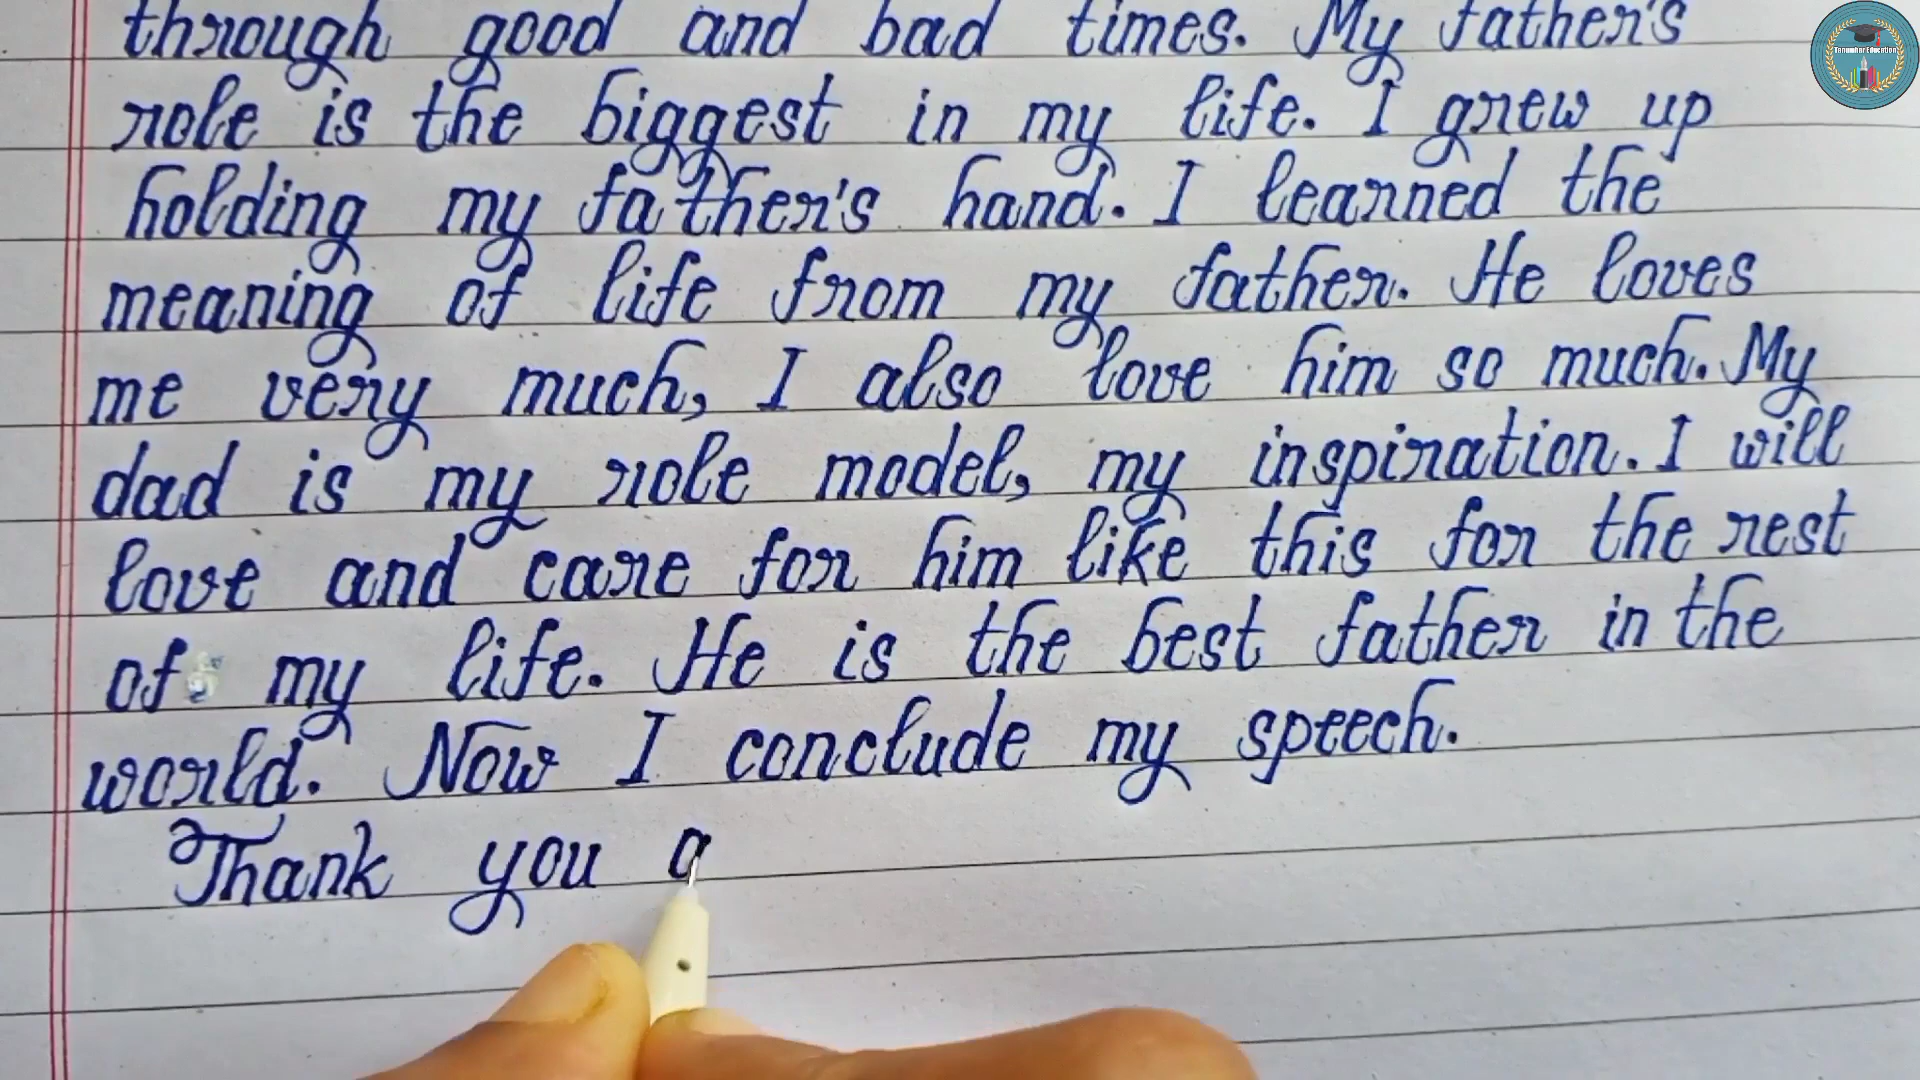 through good and bad times. My father's
role is the biggest in my life. I grew up
holding my father's hand. I learned the
meaning of life from my father. He loves
me very much, I also love him so much. My
dad is my role model, my inspiration. I will
love and care for him like this for the rest
of my life. He is the best father in the
world. Now I conclude my speech.
Thank you a
Tanumhar Education